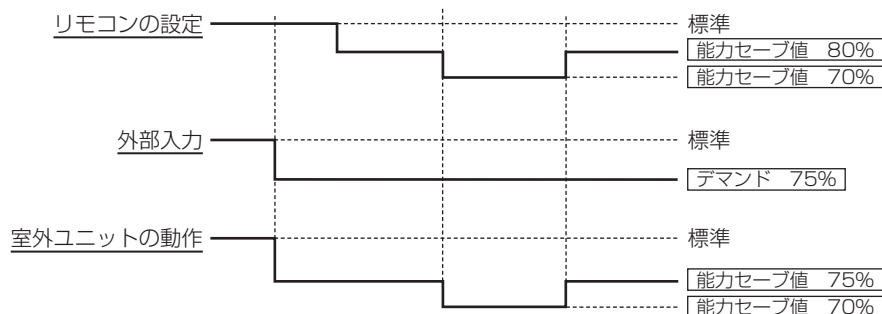 リモコンの設定
標準
能力セーブ値 80%
能力セーブ値 70%
外部入力
標準
デマンド 75%
室外ユニットの動作
標準
能力セーブ値 75%
能力セーブ値 70%